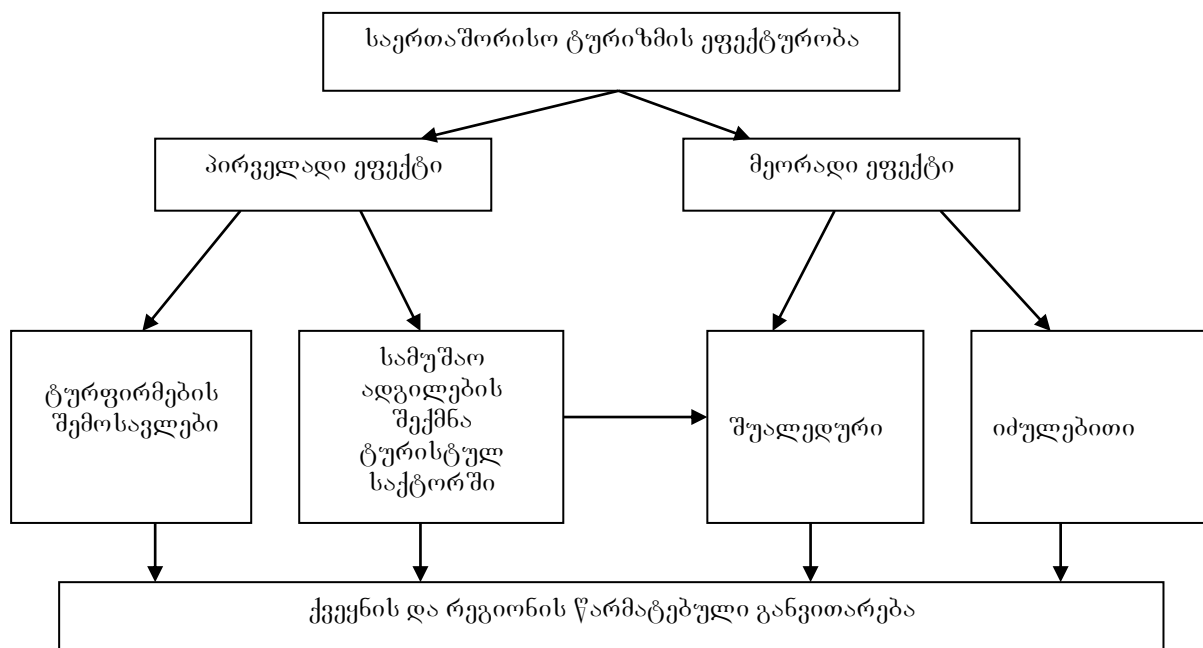 საერთაშორისო ტურიზმის ეფექტურობა
პირველადი ეფექტი
მეორადი ეფექტი
ტურფირმების
შემოსავლები
სამუშაო
ადგილების
შექმნა
ტურისტულ
საქტორში
შუალედური
იძულებითი
ქვეყნის და რეგიონის წარმატებული განვითარება